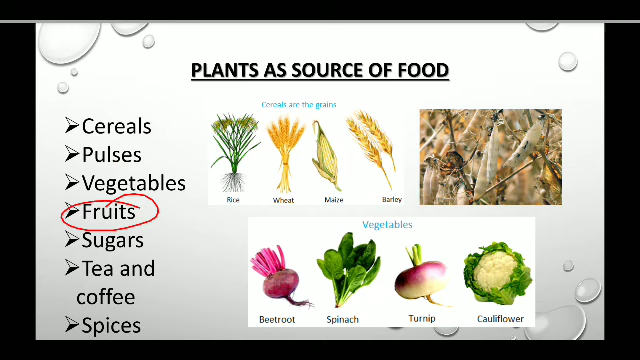 PLANTS AS SOURCE OF FOOD
Cereals
Pulses
Vegetables
Fruits
Sugars
Tea and
coffee
Spices
Cereals are the grains
Rice Wheat Maize Barley
Vegetables
Beetroot Spinach Turnip Cauliflower